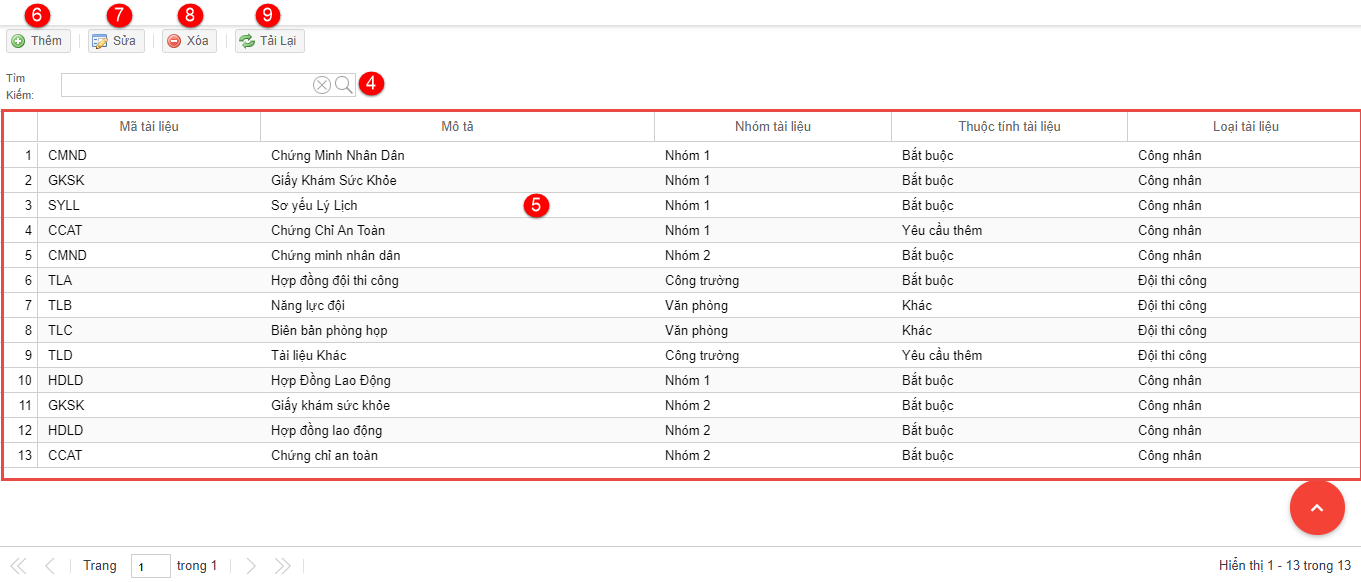 6 7 8 9
Thêm Sửa Xóa Tải Lại
Tìm
Kiếm: 4
Mã tài liệu Mô tả Nhóm tài liệu Thuộc tính tài liệu Loại tài liệu
1 CMND Chứng Minh Nhân Dân Nhóm 1 Bắt buộc Công nhân
2 GKSK Giấy Khám Sức Khỏe Nhóm 1 Bắt buộc Công nhân
3 SYLL Sơ yếu Lý Lịch 5 Nhóm 1 Bắt buộc Công nhân
4 CCAT Chứng Chỉ An Toàn Nhóm 1 Yêu cầu thêm Công nhân
5 CMND Chứng minh nhân dân Nhóm 2 Bắt buộc Công nhân
6 TLA Hợp đồng đội thi công Công trường Bắt buộc Đội thi công
7 TLB Năng lực đội Văn phòng Khác Đội thi công
8 TLC Biên bản phòng họp Văn phòng Khác Đội thi công
9 TLD Tài liệu Khác Công trường Yêu cầu thêm Đội thi công
10 HDLD Hợp Đồng Lao Động Nhóm 1 Bắt buộc Công nhân
11 GKSK Giấy khám sức khỏe Nhóm 2 Bắt buộc Công nhân
12 HDLD Hợp đồng lao động Nhóm 2 Bắt buộc Công nhân
13 CCAT Chứng chỉ an toàn Nhóm 2 Bắt buộc Công nhân
Trang 1 trong 1 Hiển thị 1 - 13 trong 13